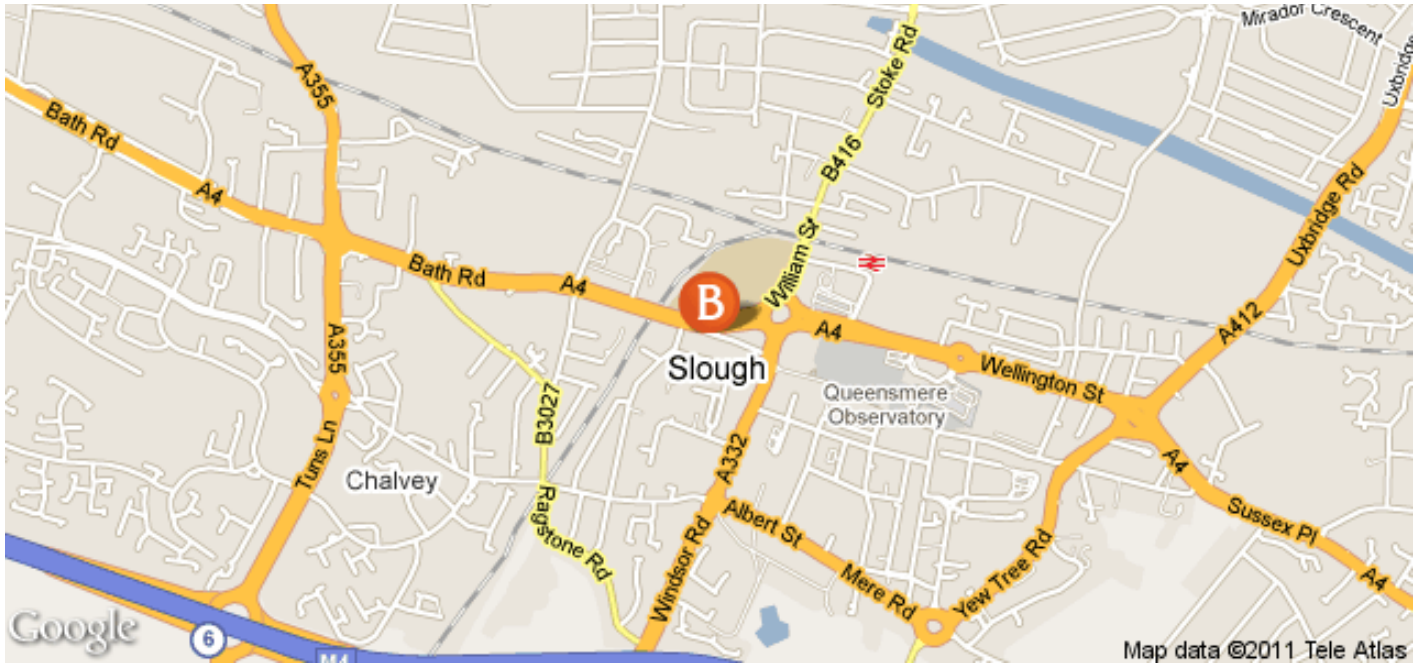 Mirador Crescent
Stoke Rd
A355
Uxbridge
Bath Rd
B416
A4
Uxbridge Rd
William St
Bath Rd
A4
B
A4
A412
A355
Slough
Wellington St
Queensmere
Observatory
B3027
A332
A4
Tuns Ln
Chalvey
Ragstone Rd
Albert St
Sussex Pl
Windsor Rd
Mere Rd
Yew Tree Rd
A4
Google
6
M4
Map data ©2011 Tele Atlas